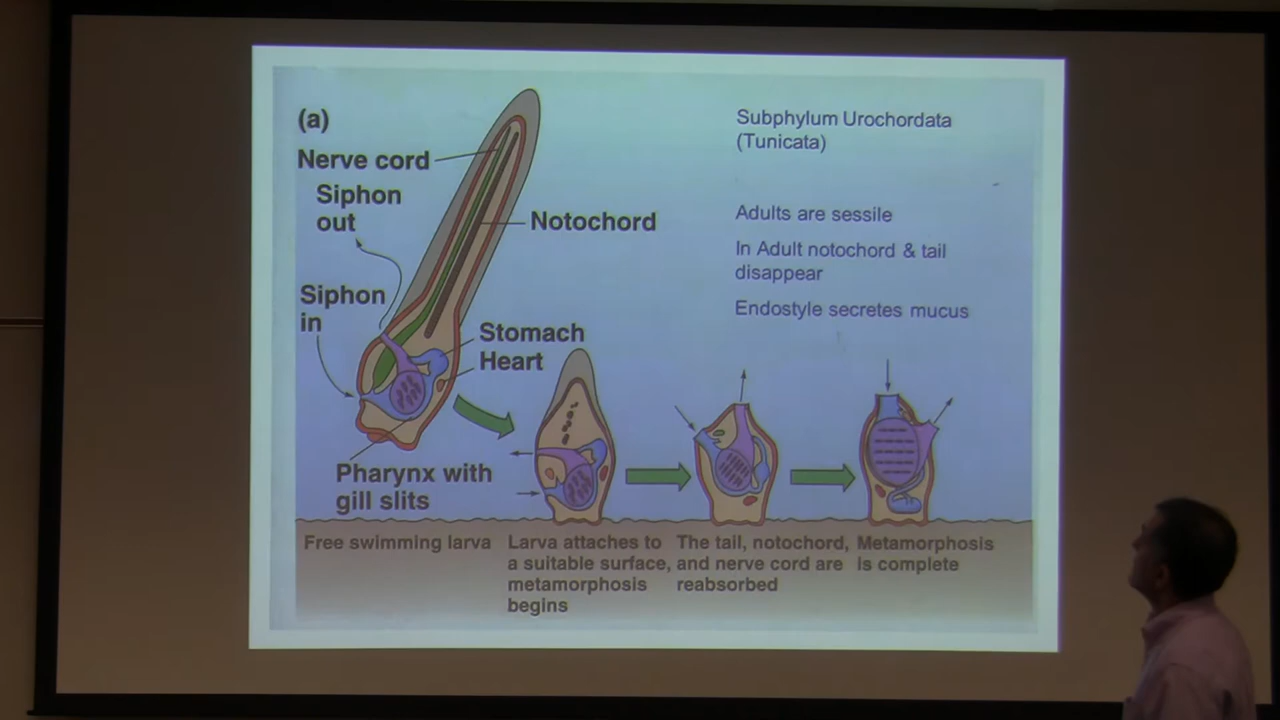 (a)
Nerve cord
Siphon
out
Notochord
Siphon
in
Stomach
Heart
Pharynx with
gill slits
Subphylum Urochordata
(Tunicata)
Adults are sessile
In Adult notochord & tail
disappear
Endostyle secretes mucus
Free swimming larva
Larva attaches to
a suitable surface,
metamorphosis
begins
The tail, notochord,
and nerve cord are
reabsorbed
Metamorphosis
is complete